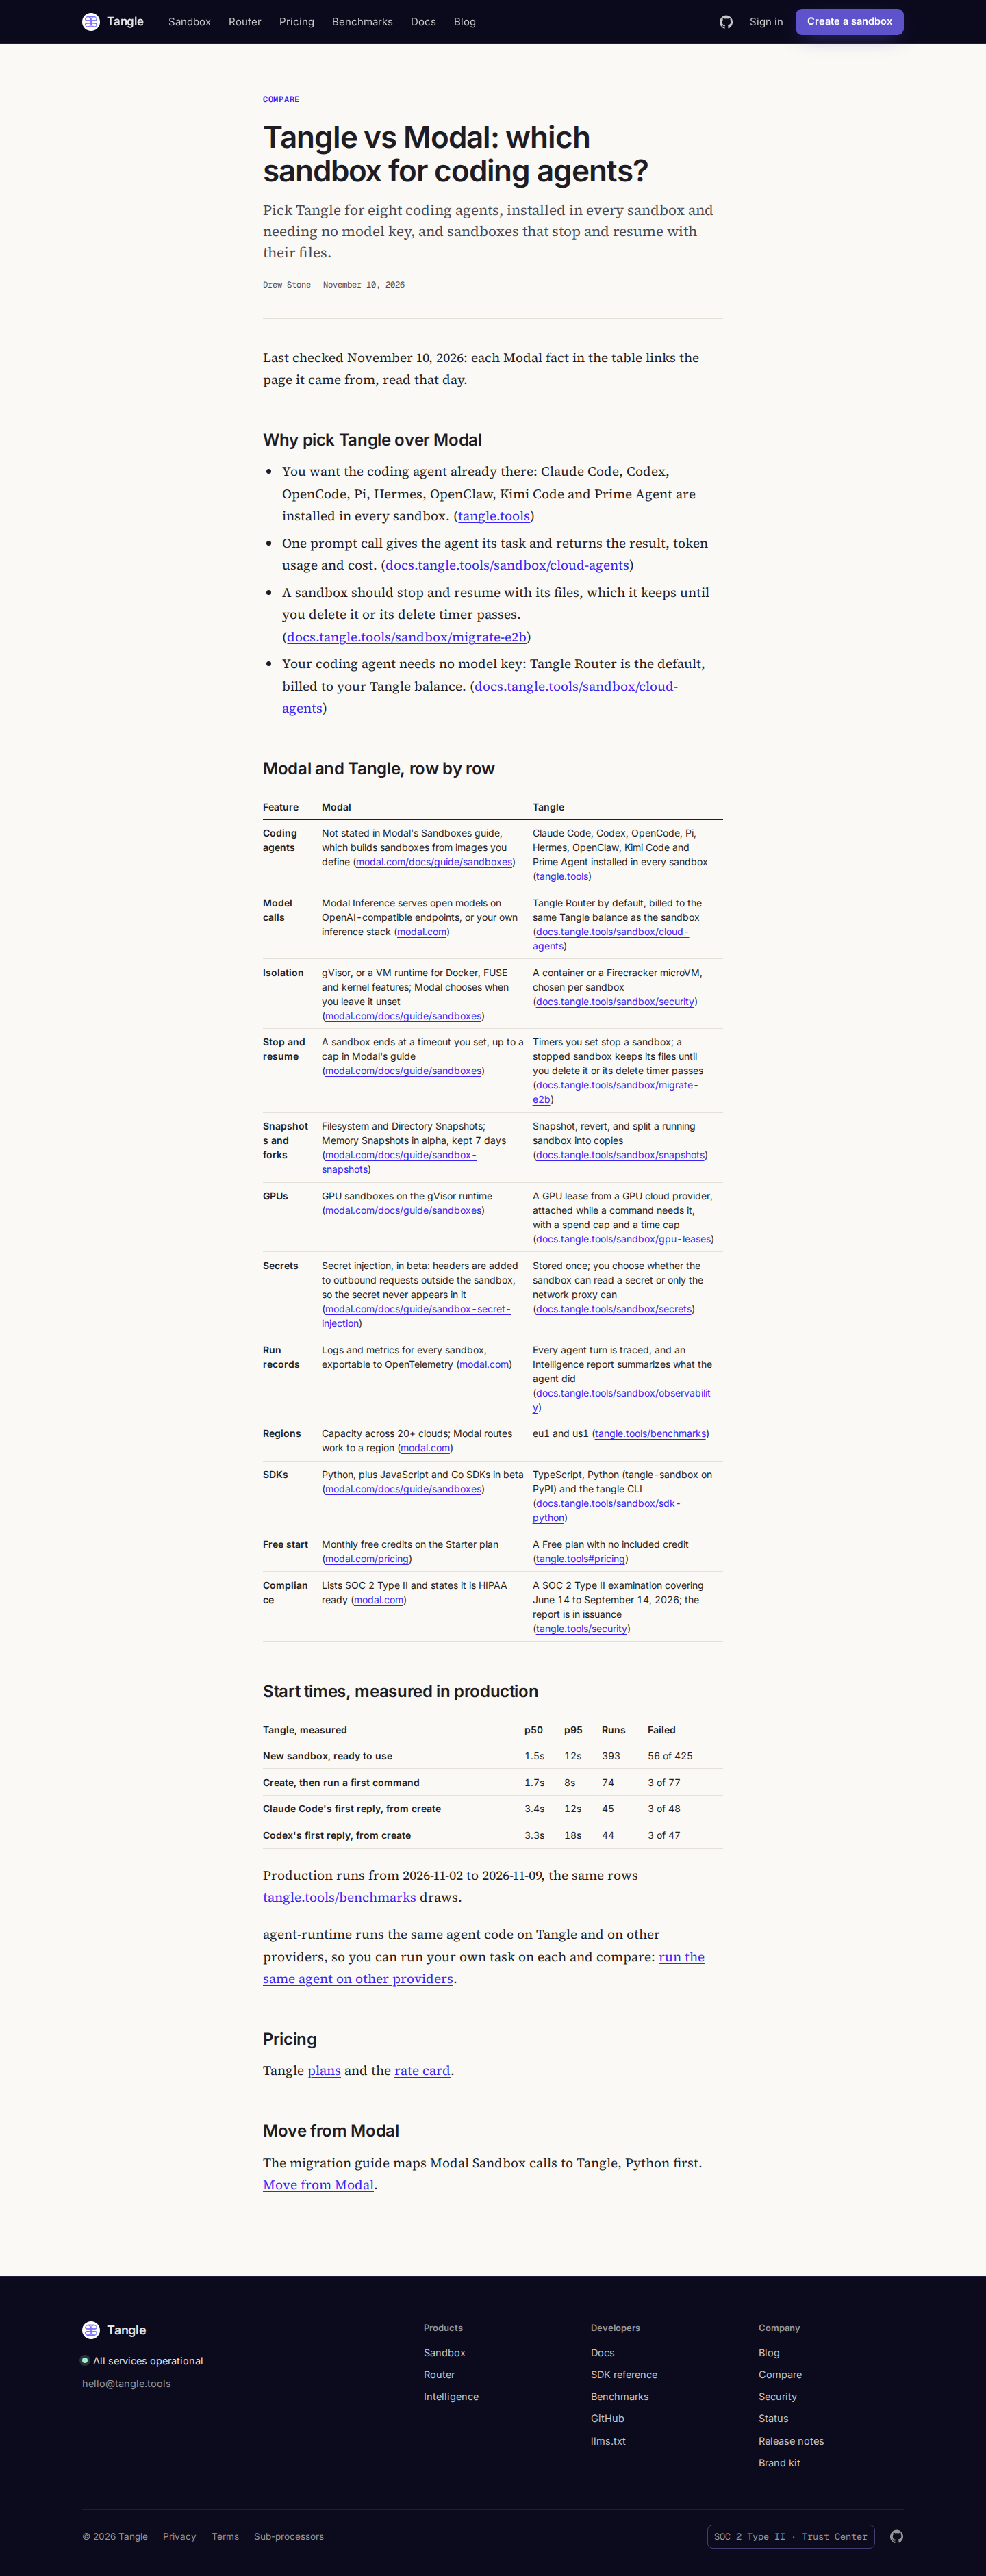 Tangle
Sandbox
Router
Pricing
Benchmarks
Docs
Blog
Sign in
Create a sandbox
COMPARE
Tangle vs Modal: which
sandbox for coding agents?
Pick Tangle for eight coding agents, installed in every sandbox and
needing no model key, and sandboxes that stop and resume with
their files.
Drew Stone November 10, 2026
Last checked November 10, 2026: each Modal fact in the table links the
page it came from, read that day.
Why pick Tangle over Modal
• You want the coding agent already there: Claude Code, Codex,
OpenCode, Pi, Hermes, OpenClaw, Kimi Code and Prime Agent are
installed in every sandbox. (tangle.tools)
• One prompt call gives the agent its task and returns the result, token
usage and cost. (docs.tangle.tools/sandbox/cloud-agents)
• A sandbox should stop and resume with its files, which it keeps until
you delete it or its delete timer passes.
(docs.tangle.tools/sandbox/migrate-e2b)
• Your coding agent needs no model key: Tangle Router is the default,
billed to your Tangle balance. (docs.tangle.tools/sandbox/cloud-
agents)
Modal and Tangle, row by row
Feature
Modal
Tangle
Coding
agents
Not stated in Modal's Sandboxes guide,
which builds sandboxes from images you
define (modal.com/docs/guide/sandboxes)
Claude Code, Codex, OpenCode, Pi,
Hermes, OpenClaw, Kimi Code and
Prime Agent installed in every sandbox
(tangle.tools)
Model
calls
Modal Inference serves open models on
OpenAI-compatible endpoints, or your own
inference stack (modal.com)
Tangle Router by default, billed to the
same Tangle balance as the sandbox
(docs.tangle.tools/sandbox/cloud-
agents)
Isolation
gVisor, or a VM runtime for Docker, FUSE
and kernel features; Modal chooses when
you leave it unset
(modal.com/docs/guide/sandboxes)
A container or a Firecracker microVM,
chosen per sandbox
(docs.tangle.tools/sandbox/security)
Stop and
resume
A sandbox ends at a timeout you set, up to a
cap in Modal's guide
(modal.com/docs/guide/sandboxes)
Timers you set stop a sandbox; a
stopped sandbox keeps its files until
you delete it or its delete timer passes
(docs.tangle.tools/sandbox/migrate-
e2b)
Snapshot
s and
forks
Filesystem and Directory Snapshots;
Memory Snapshots in alpha, kept 7 days
(modal.com/docs/guide/sandbox-
snapshots)
Snapshot, revert, and split a running
sandbox into copies
(docs.tangle.tools/sandbox/snapshots)
GPUs
GPU sandboxes on the gVisor runtime
(modal.com/docs/guide/sandboxes)
A GPU lease from a GPU cloud provider,
attached while a command needs it,
with a spend cap and a time cap
(docs.tangle.tools/sandbox/gpu-leases)
Secrets
Secret injection, in beta: headers are added
to outbound requests outside the sandbox,
so the secret never appears in it
(modal.com/docs/guide/sandbox-secret-
injection)
Stored once; you choose whether the
sandbox can read a secret or only the
network proxy can
(docs.tangle.tools/sandbox/secrets)
Run
records
Logs and metrics for every sandbox,
exportable to OpenTelemetry (modal.com)
Every agent turn is traced, and an
Intelligence report summarizes what the
agent did
(docs.tangle.tools/sandbox/observabilit
y)
Regions
Capacity across 20+ clouds; Modal routes
work to a region (modal.com)
eu1 and us1 (tangle.tools/benchmarks)
SDKs
Python, plus JavaScript and Go SDKs in beta
(modal.com/docs/guide/sandboxes)
TypeScript, Python (tangle-sandbox on
PyPI) and the tangle CLI
(docs.tangle.tools/sandbox/sdk-
python)
Free start
Monthly free credits on the Starter plan
(modal.com/pricing)
A Free plan with no included credit
(tangle.tools#pricing)
Complian
ce
Lists SOC 2 Type II and states it is HIPAA
ready (modal.com)
A SOC 2 Type II examination covering
June 14 to September 14, 2026; the
report is in issuance
(tangle.tools/security)
Start times, measured in production
Tangle, measured p50 p95 Runs Failed
New sandbox, ready to use 1.5s 12s 393 56 of 425
Create, then run a first command 1.7s 8s 74 3 of 77
Claude Code's first reply, from create 3.4s 12s 45 3 of 48
Codex's first reply, from create 3.3s 18s 44 3 of 47
Production runs from 2026-11-02 to 2026-11-09, the same rows
tangle.tools/benchmarks draws.
agent-runtime runs the same agent code on Tangle and on other
providers, so you can run your own task on each and compare: run the
same agent on other providers.
Pricing
Tangle plans and the rate card.
Move from Modal
The migration guide maps Modal Sandbox calls to Tangle, Python first.
Move from Modal.
Tangle
All services operational
hello@tangle.tools
Products
Sandbox
Router
Intelligence
Developers
Docs
SDK reference
Benchmarks
GitHub
llms.txt
Company
Blog
Compare
Security
Status
Release notes
Brand kit
© 2026 Tangle
Privacy
Terms
Sub-processors
SOC 2 Type II · Trust Center